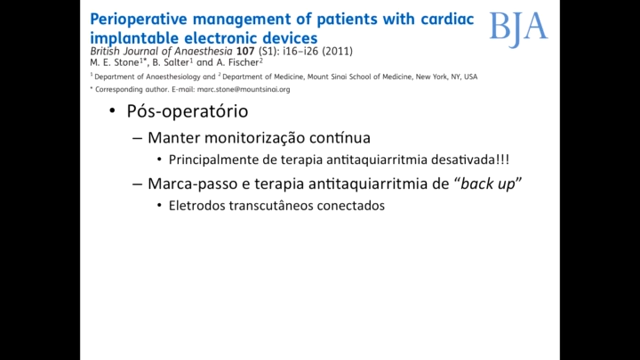 Perioperative management of patients with cardiac
implantable electronic devices
BJA
British Journal of Anaesthesia 107 (S1): i16–i26 (2011)
M. E. Stone1*, B. Salter1 and A. Fischer2
1 Department of Anaesthesiology and 2 Department of Medicine, Mount Sinai School of Medicine, New York, NY, USA
* Corresponding author. E-mail: marc.stone@mountsinai.org
• Pós-operatório
– Manter monitorização contínua
• Principalmente de terapia antitaquiarritmia desativada!!!
– Marca-passo e terapia antitaquiarritmia de “back up”
• Eletrodos transcutâneos conectados